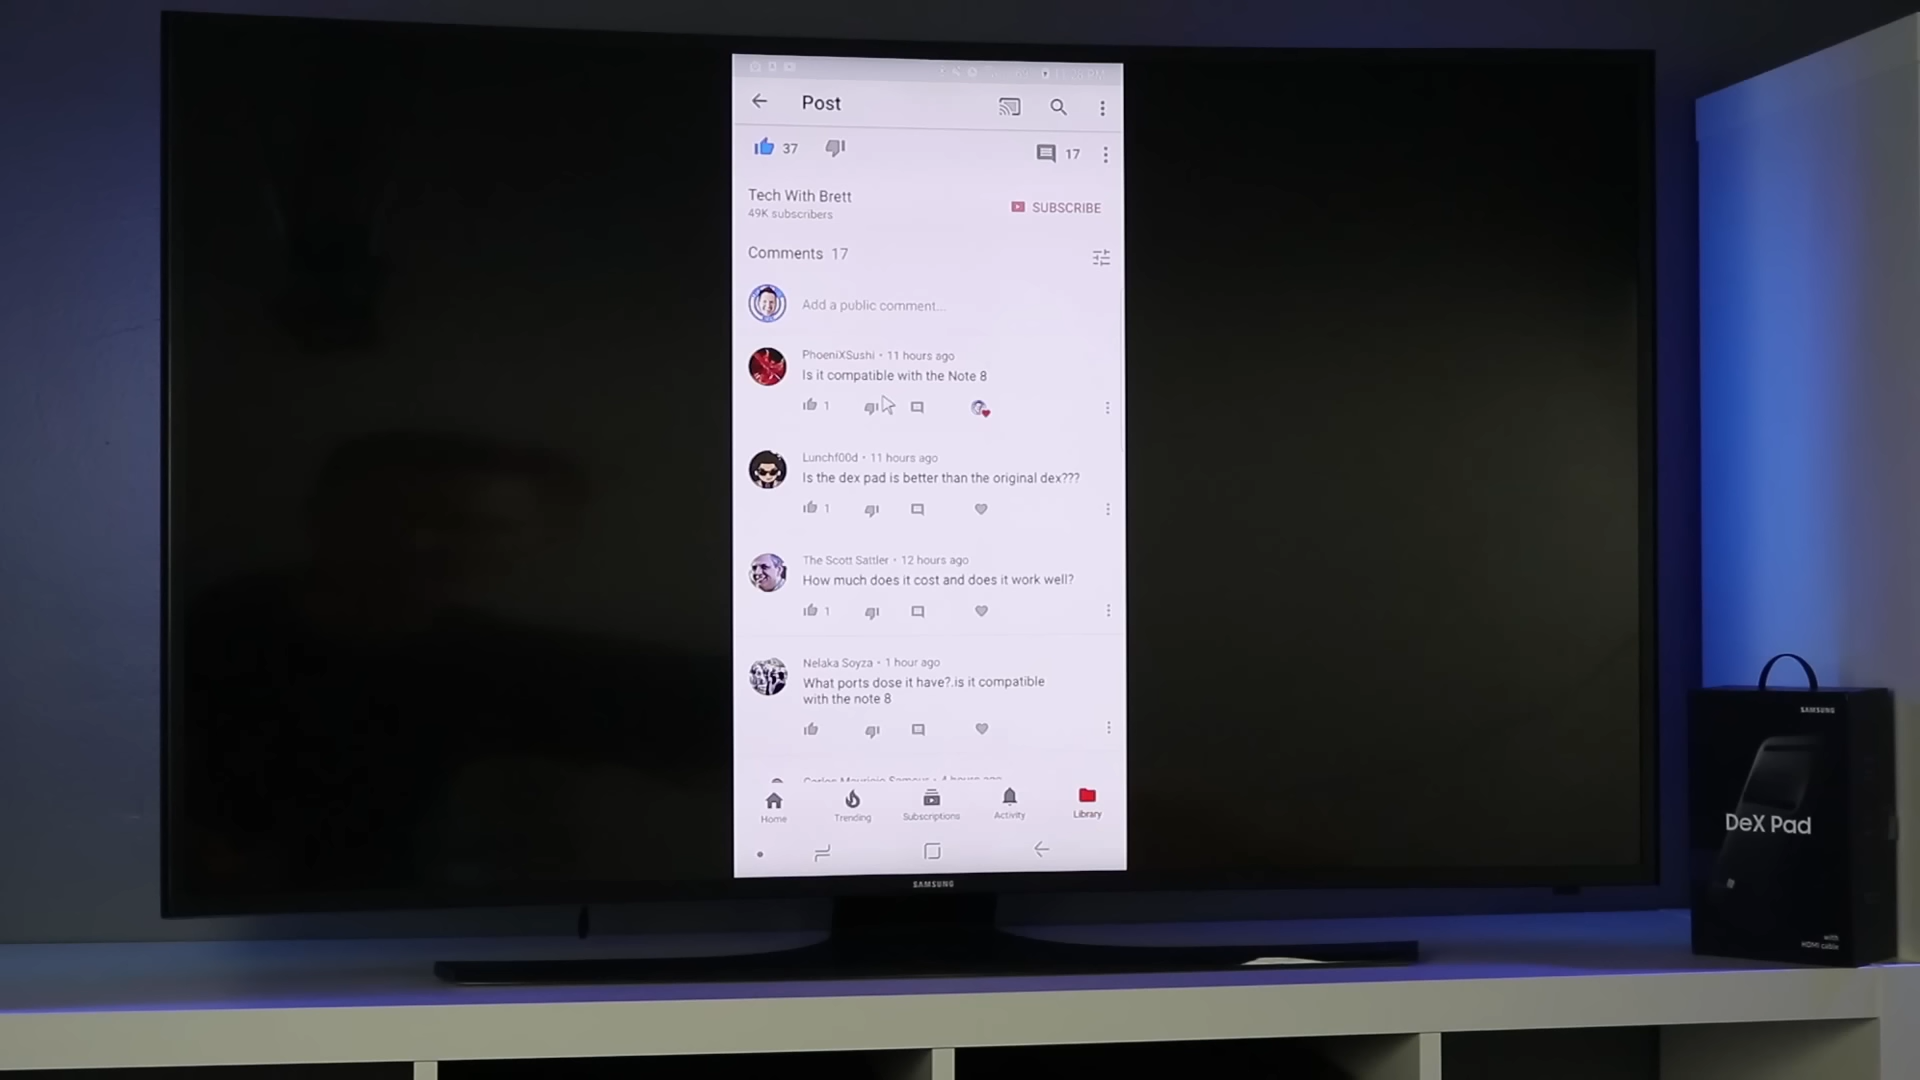 Post
37
17
Tech With Brett
49K subscribers
SUBSCRIBE
Comments 17
Add a public comment...
PhoeniXSushi • 11 hours ago
Is it compatible with the Note 8
1
Lunchf00d • 11 hours ago
Is the dex pad is better than the original dex???
1
The Scott Sattler • 12 hours ago
How much does it cost and does it work well?
1
Nelaka Soyza • 1 hour ago
What ports dose it have?.is it compatible
with the note 8
Home
Trending
Subscriptions
Activity
Library
SAMSUNG
SAMSUNG
DeX Pad
with
HDMI cable